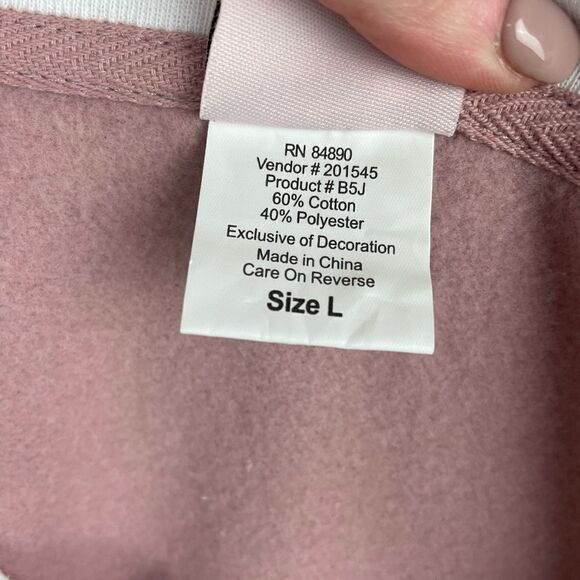 RN 84890
Vendor # 201545
Product # B5J
60% Cotton
40% Polyester
Exclusive of Decoration
Made in China
Care On Reverse
Size L